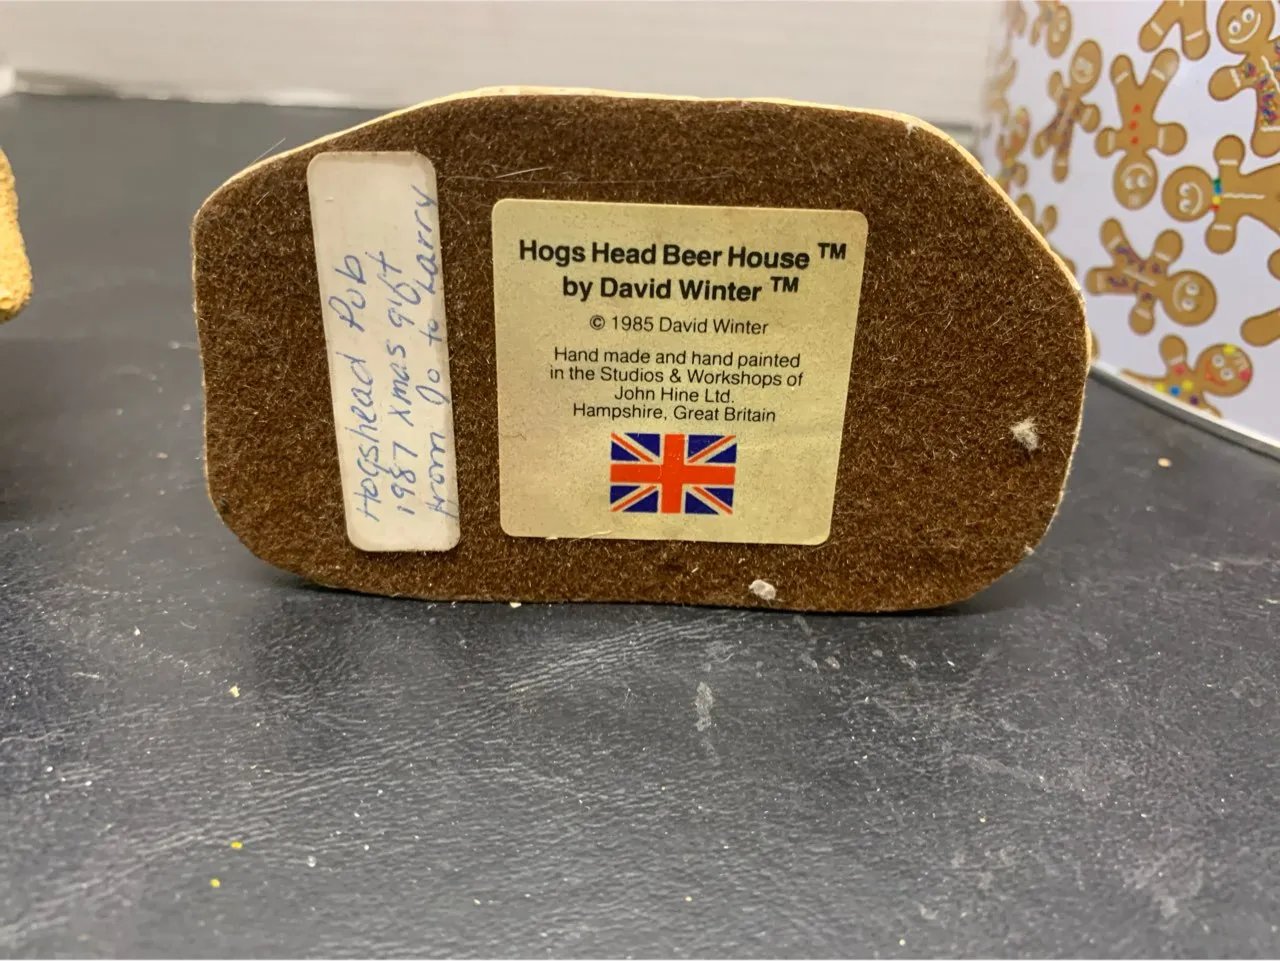 Hogshead Pub
1987 Xmas gift
from Jo to Larry
Hogs Head Beer House ™
by David Winter ™
© 1985 David Winter
Hand made and hand painted
in the Studios & Workshops of
John Hine Ltd.
Hampshire, Great Britain